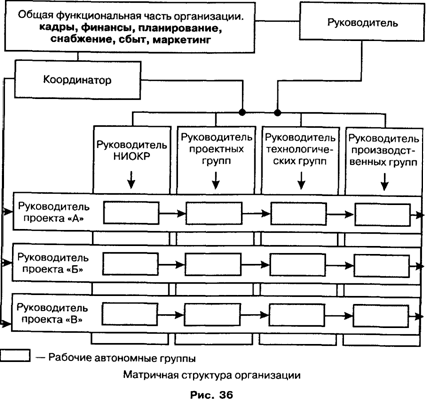 Общая функциональная часть организации.
кадры, финансы, планирование,
снабжение, сбыт, маркетинг
Руководитель
Координатор
Руководитель
НИОКР
Руководитель
проектных
групп
Руководитель
технологиче-
ских групп
Руководитель
производст-
венных групп
Руководитель
проекта «А»
Руководитель
проекта «Б»
Руководитель
проекта «В»
— Рабочие автономные группы
Матричная структура организации
Рис. 36